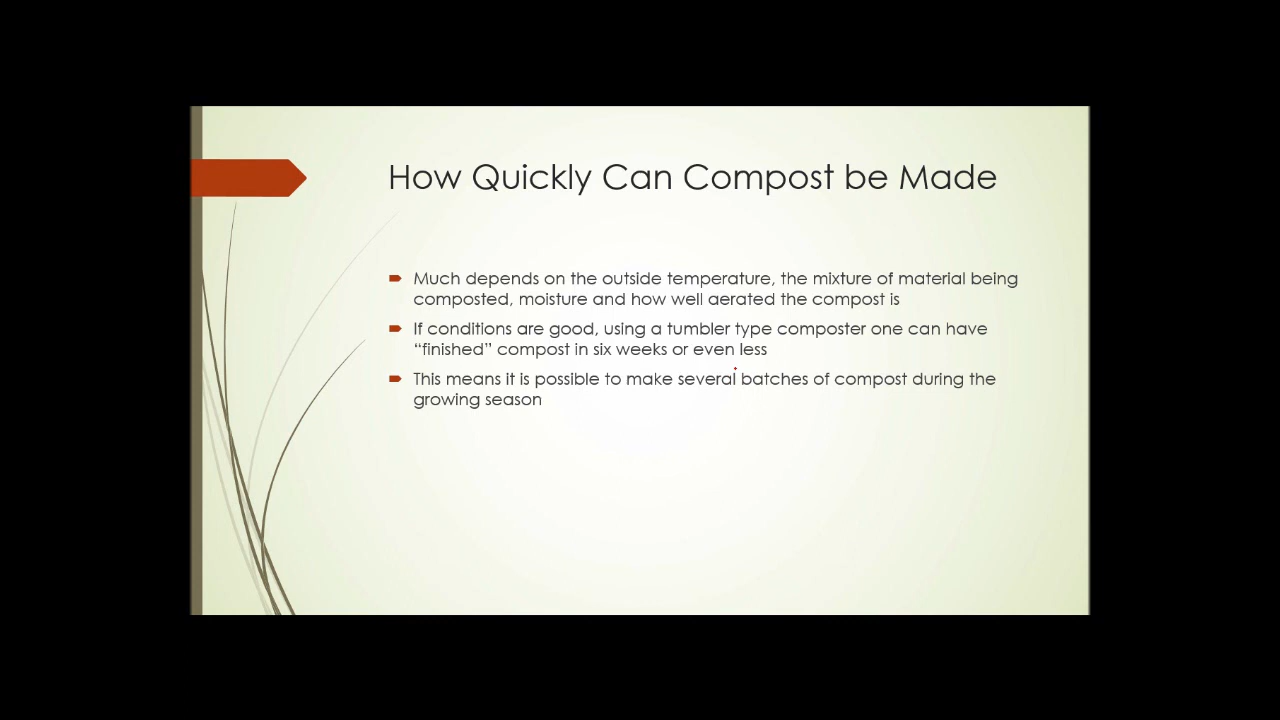 How Quickly Can Compost be Made
Much depends on the outside temperature, the mixture of material being
composted, moisture and how well aerated the compost is
If conditions are good, using a tumbler type composter one can have
“finished” compost in six weeks or even less
This means it is possible to make several batches of compost during the
growing season